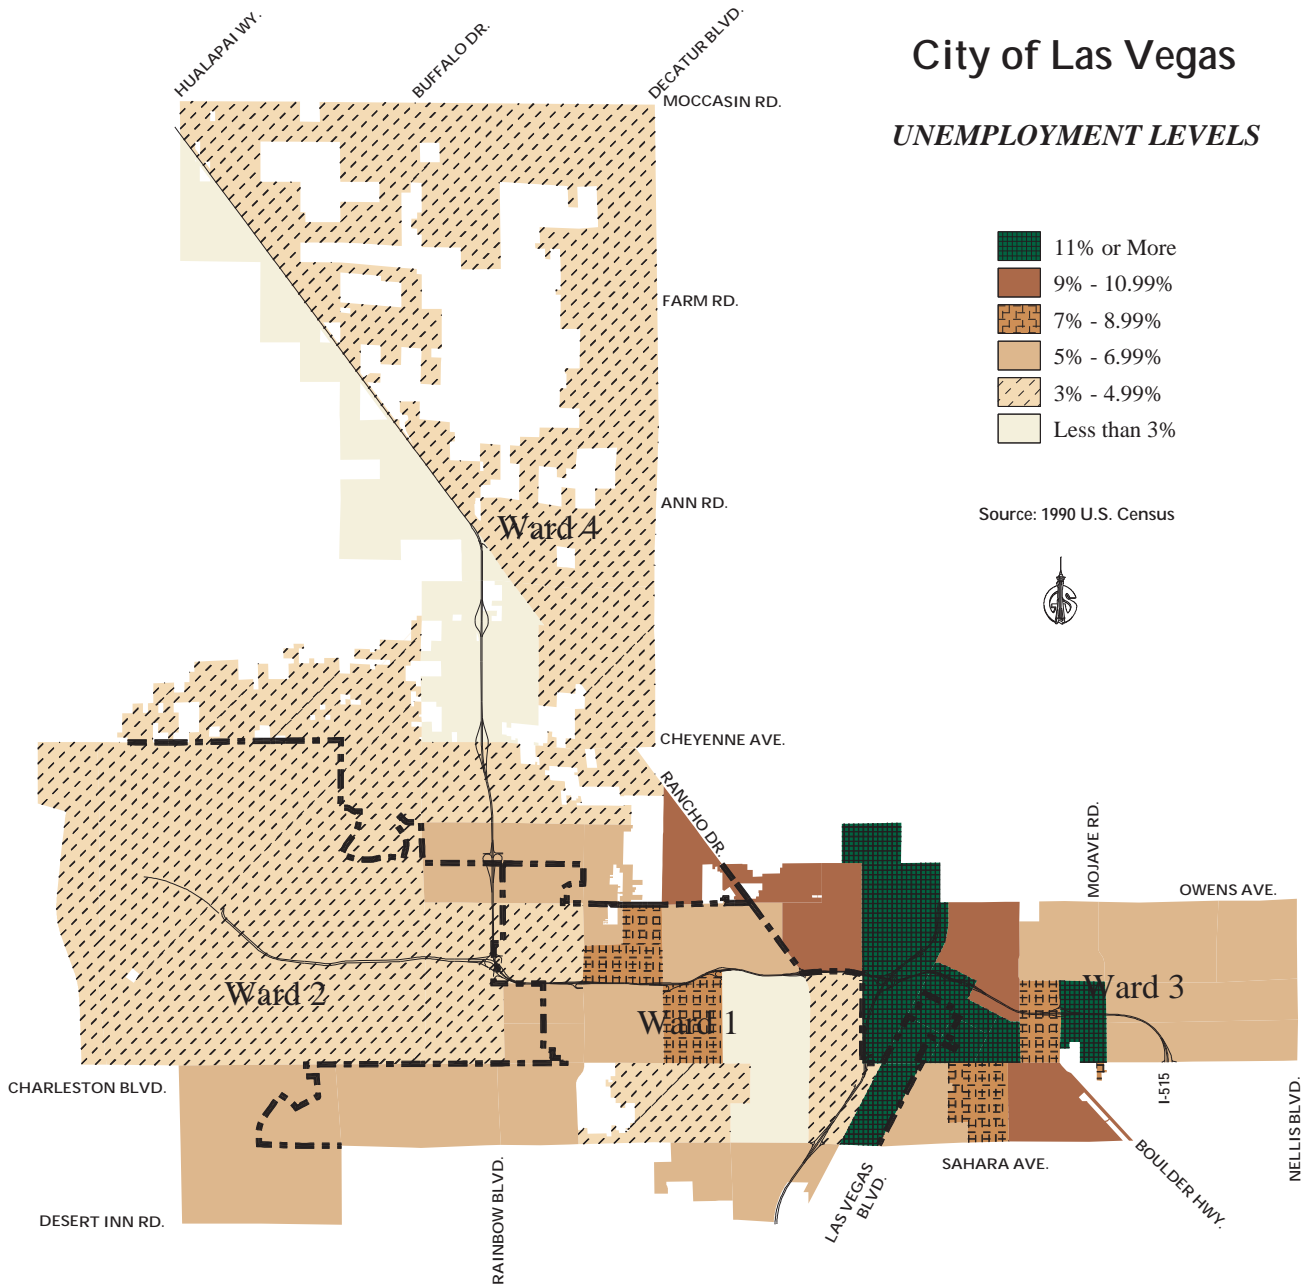 City of Las Vegas
UNEMPLOYMENT LEVELS
HUALAPAI WY.
BUFFALO DR.
DECATUR BLVD.
MOCCASIN RD.
11% or More
9% - 10.99%
7% - 8.99%
5% - 6.99%
3% - 4.99%
Less than 3%
FARM RD.
ANN RD.
Source: 1990 U.S. Census
Ward 4
CHEYENNE AVE.
RANCHO DR.
MOJAVE RD.
OWENS AVE.
Ward 2
Ward 1
Ward 3
CHARLESTON BLVD.
I-515
NELLIS BLVD.
BOULDER HWY.
SAHARA AVE.
LAS VEGAS
BLVD.
RAINBOW BLVD.
DESERT INN RD.